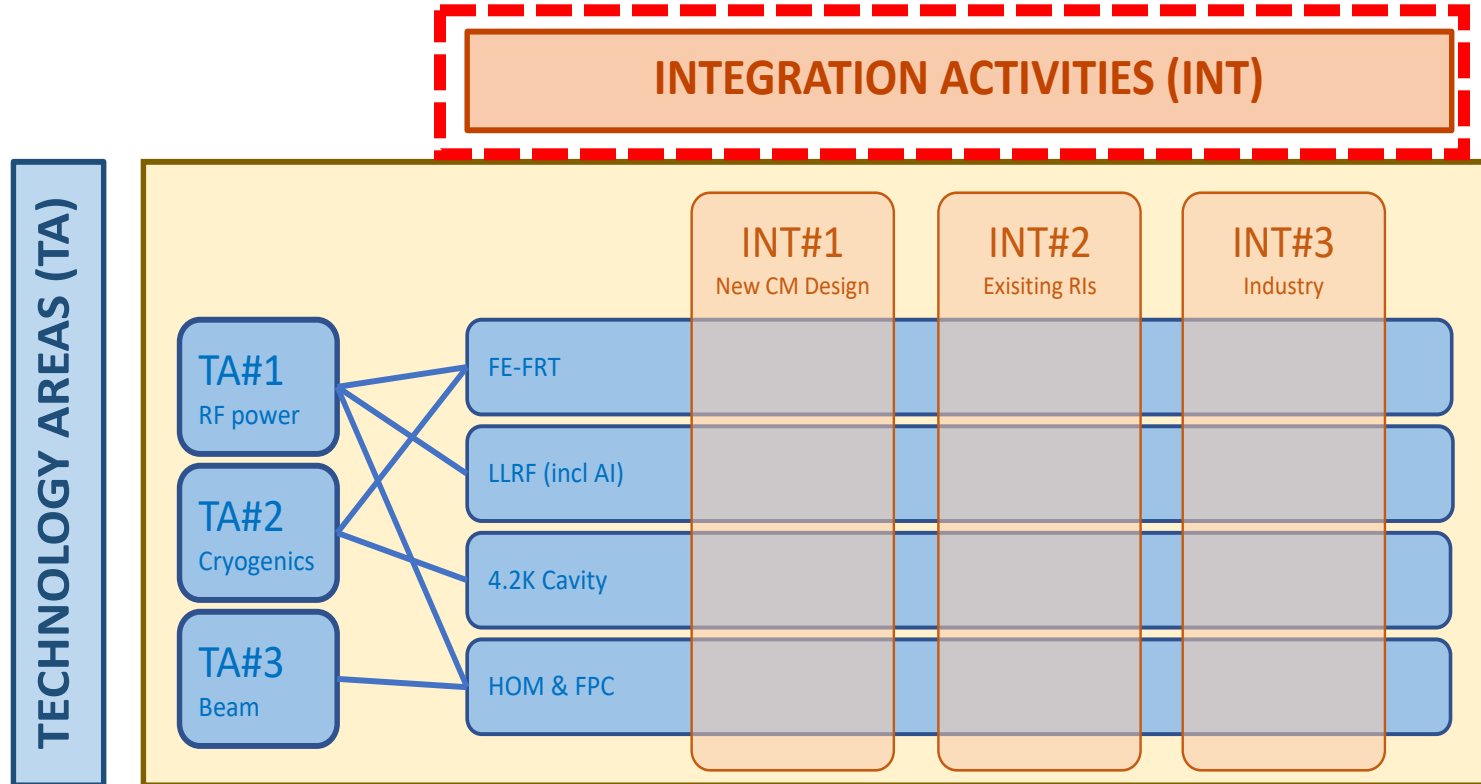 INTEGRATION ACTIVITIES (INT)
TECHNOLOGY AREAS (TA)
INT#1
New CM Design
INT#2
Exisiting RIs
INT#3
Industry
TA#1
RF power
TA#2
Cryogenics
TA#3
Beam
FE-FRT
LLRF (incl AI)
4.2K Cavity
HOM & FPC